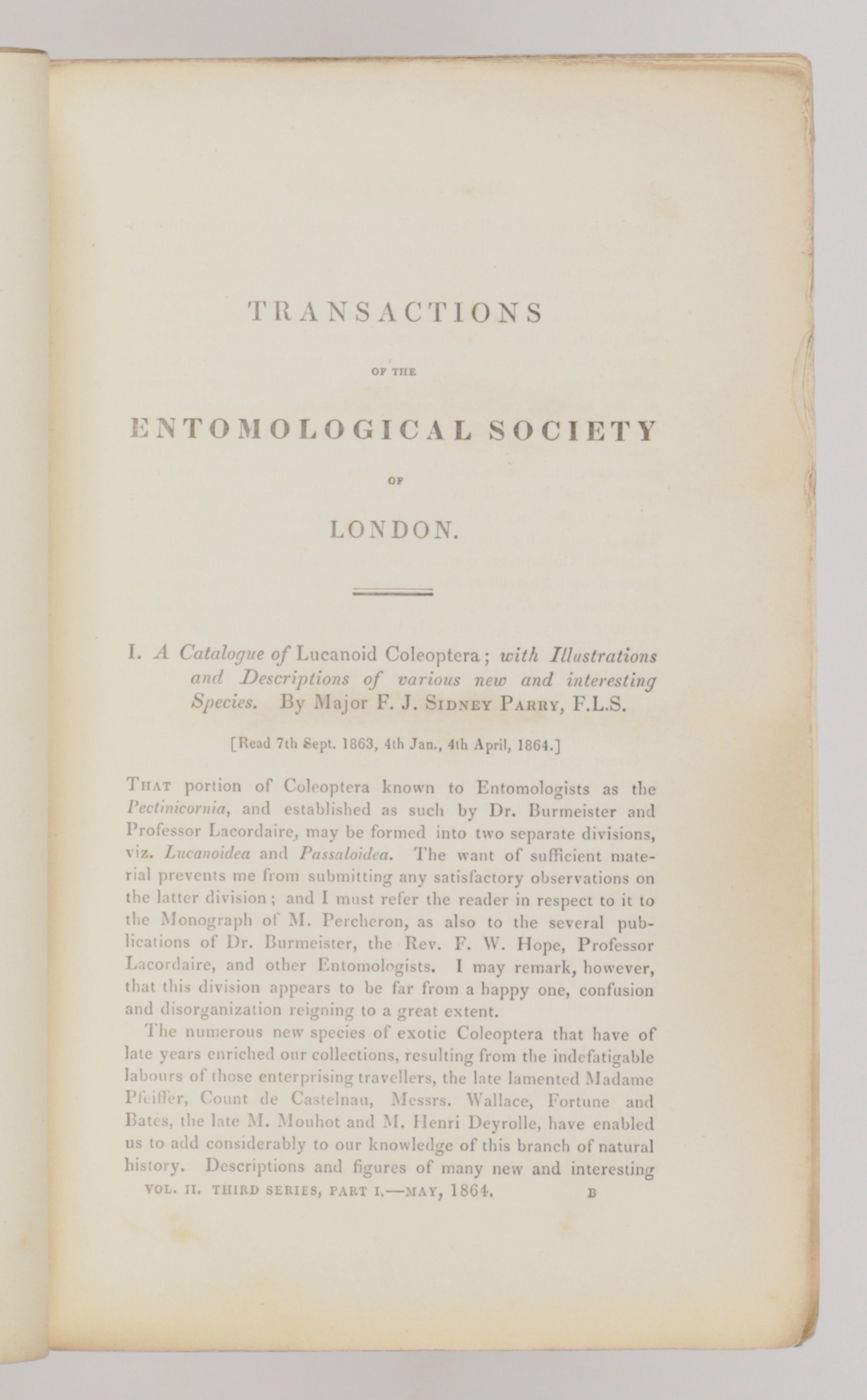 TRANSACTIONS
OF THE
ENTOMOLOGICAL SOCIETY
OF
LONDON.
I. A Catalogue of Lucanoid Coleoptera; with Illustrations
and Descriptions of various new and interesting
Species. By Major F. J. SIDNEY PARRY, F.L.S.
[Read 7th Sept. 1863, 4th Jan., 4th April, 1864.]
THAT portion of Coleoptera known to Entomologists as the
Pectinicornia, and established as such by Dr. Burmeister and
Professor Lacordaire, may be formed into two separate divisions,
viz. Lucanoidea and Passaloidea. The want of sufficient mate-
rial prevents me from submitting any satisfactory observations on
the latter division; and I must refer the reader in respect to it to
the Monograph of M. Percheron, as also to the several pub-
lications of Dr. Burmeister, the Rev. F. W. Hope, Professor
Lacordaire, and other Entomologists. I may remark, however,
that this division appears to be far from a happy one, confusion
and disorganization reigning to a great extent.
The numerous new species of exotic Coleoptera that have of
late years enriched our collections, resulting from the indefatigable
labours of those enterprising travellers, the late lamented Madame
Pfeiffer, Count de Castelnau, Messrs. Wallace, Fortune and
Bates, the late M. Mouhot and M. Henri Deyrolle, have enabled
us to add considerably to our knowledge of this branch of natural
history. Descriptions and figures of many new and interesting
VOL. II. THIRD SERIES, PART I.—MAY, 1864. B